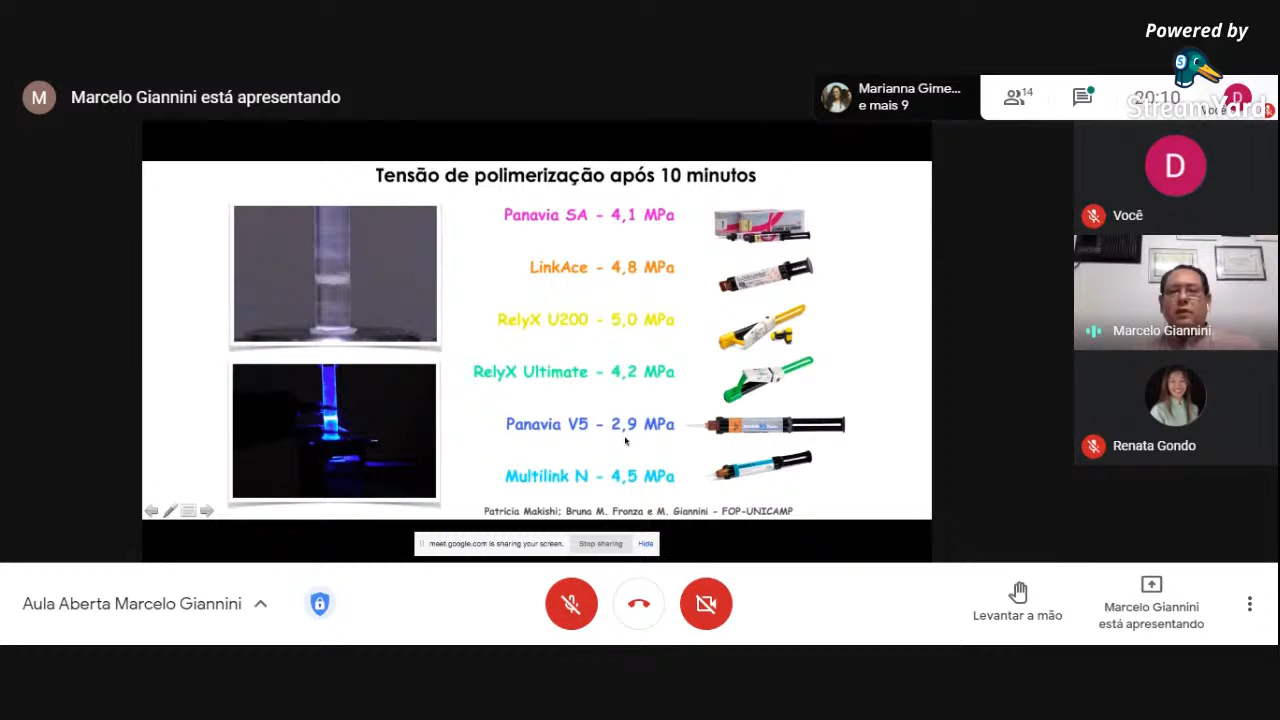 Powered by
StreamYard
M
Marcelo Giannini está apresentando
Marianna Gime...
e mais 9
14
20:10
D
Você
Tensão de polimerização após 10 minutos
Panavia SA - 4,1 MPa
LinkAce - 4,8 MPa
RelyX U200 - 5,0 MPa
RelyX Ultimate - 4,2 MPa
Panavia V5 - 2,9 MPa
Multilink N - 4,5 MPa
Patricia Makishi; Bruna M. Fronza e M. Giannini - FOP-UNICAMP
D
Você
Marcelo Giannini
Renata Gondo
meet.google.com is sharing your screen.
Stop sharing
Hide
Aula Aberta Marcelo Giannini
Levantar a mão
Marcelo Giannini
está apresentando